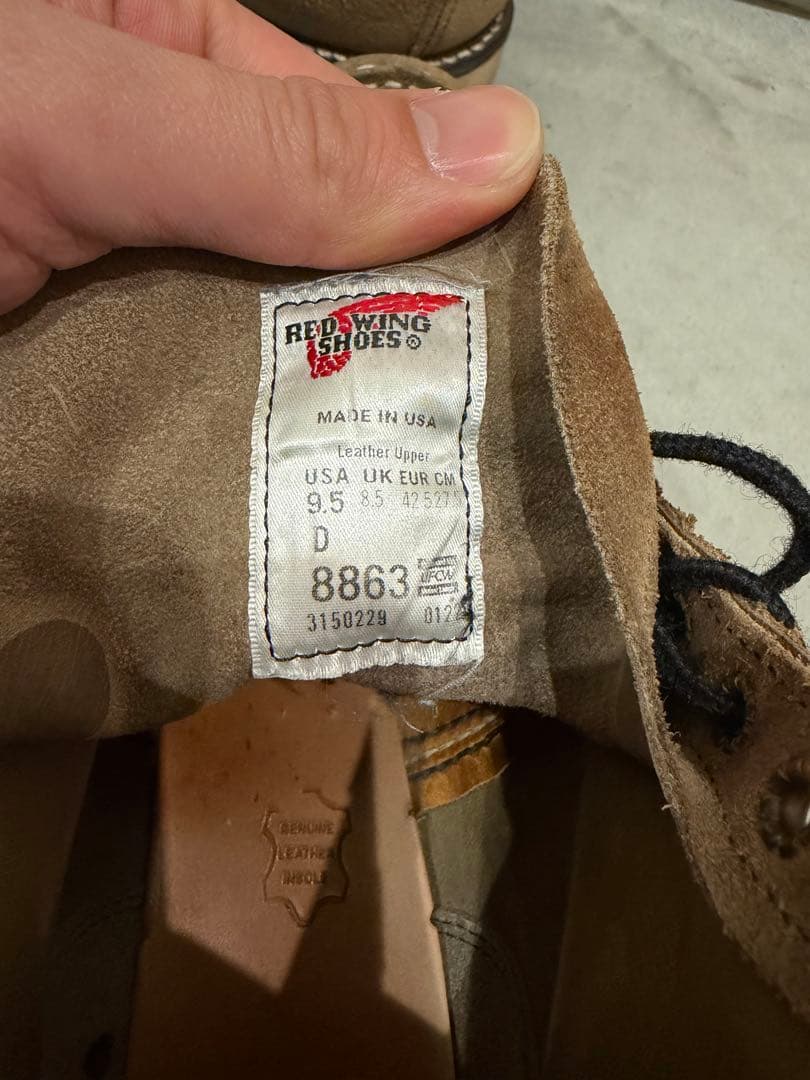 RED WING
SHOES ®
MADE IN USA
Leather Upper
USA UK EUR CM
9.5 8.5 42.5 27.5
D
8863 UFCW
3150229
GENUINE
LEATHER
INSOLE